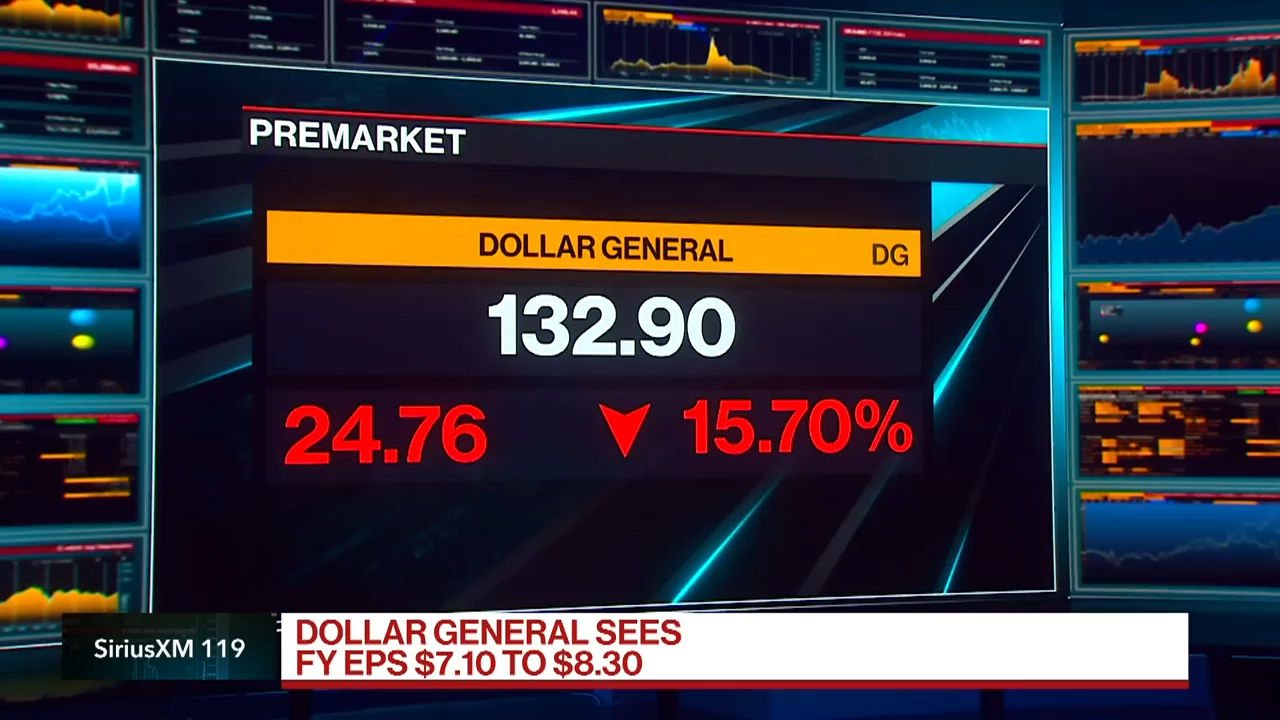 PREMARKET
DOLLAR GENERAL DG
132.90
24.76 15.70%
SiriusXM 119
DOLLAR GENERAL SEES
FY EPS $7.10 TO $8.30